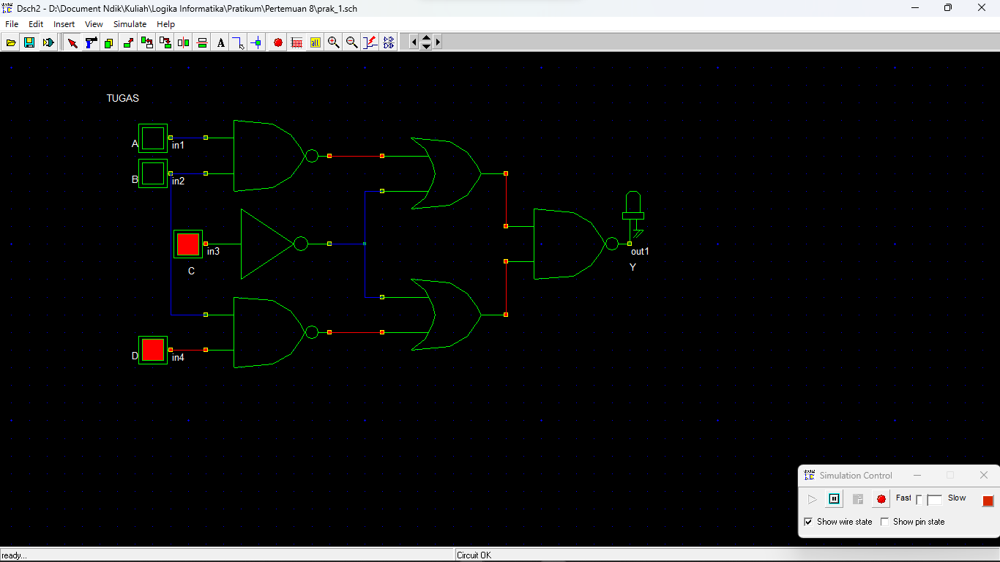 Dsch2 - D:\Document Ndik\Kuliah\Logika Informatika\Pratikum\Pertemuan 8\prak_1.sch
File Edit Insert View Simulate Help
A
TUGAS
A in1
B in2
in3
C
out1
Y
D in4
Simulation Control
Fast Slow
Show wire state Show pin state
ready... Circuit OK